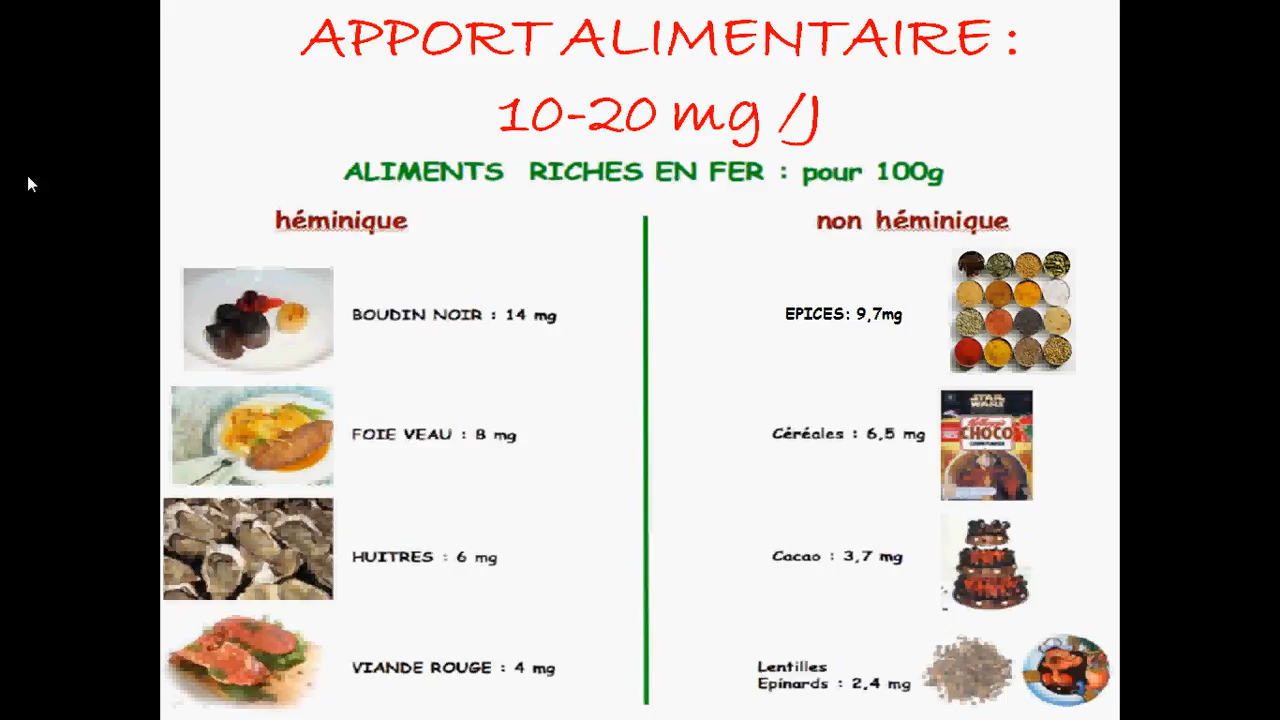 APPORT ALIMENTAIRE :
10-20 mg /J
ALIMENTS RICHES EN FER : pour 100g
héminique
non héminique
BOUDIN NOIR : 14 mg
EPICES: 9,7mg
FOIE VEAU : 8 mg
Céréales : 6,5 mg
STAR
WARS
Kellogg's
CHOCO
HUITRES : 6 mg
Cacao : 3,7 mg
VIANDE ROUGE : 4 mg
Lentilles
Epinards : 2,4 mg